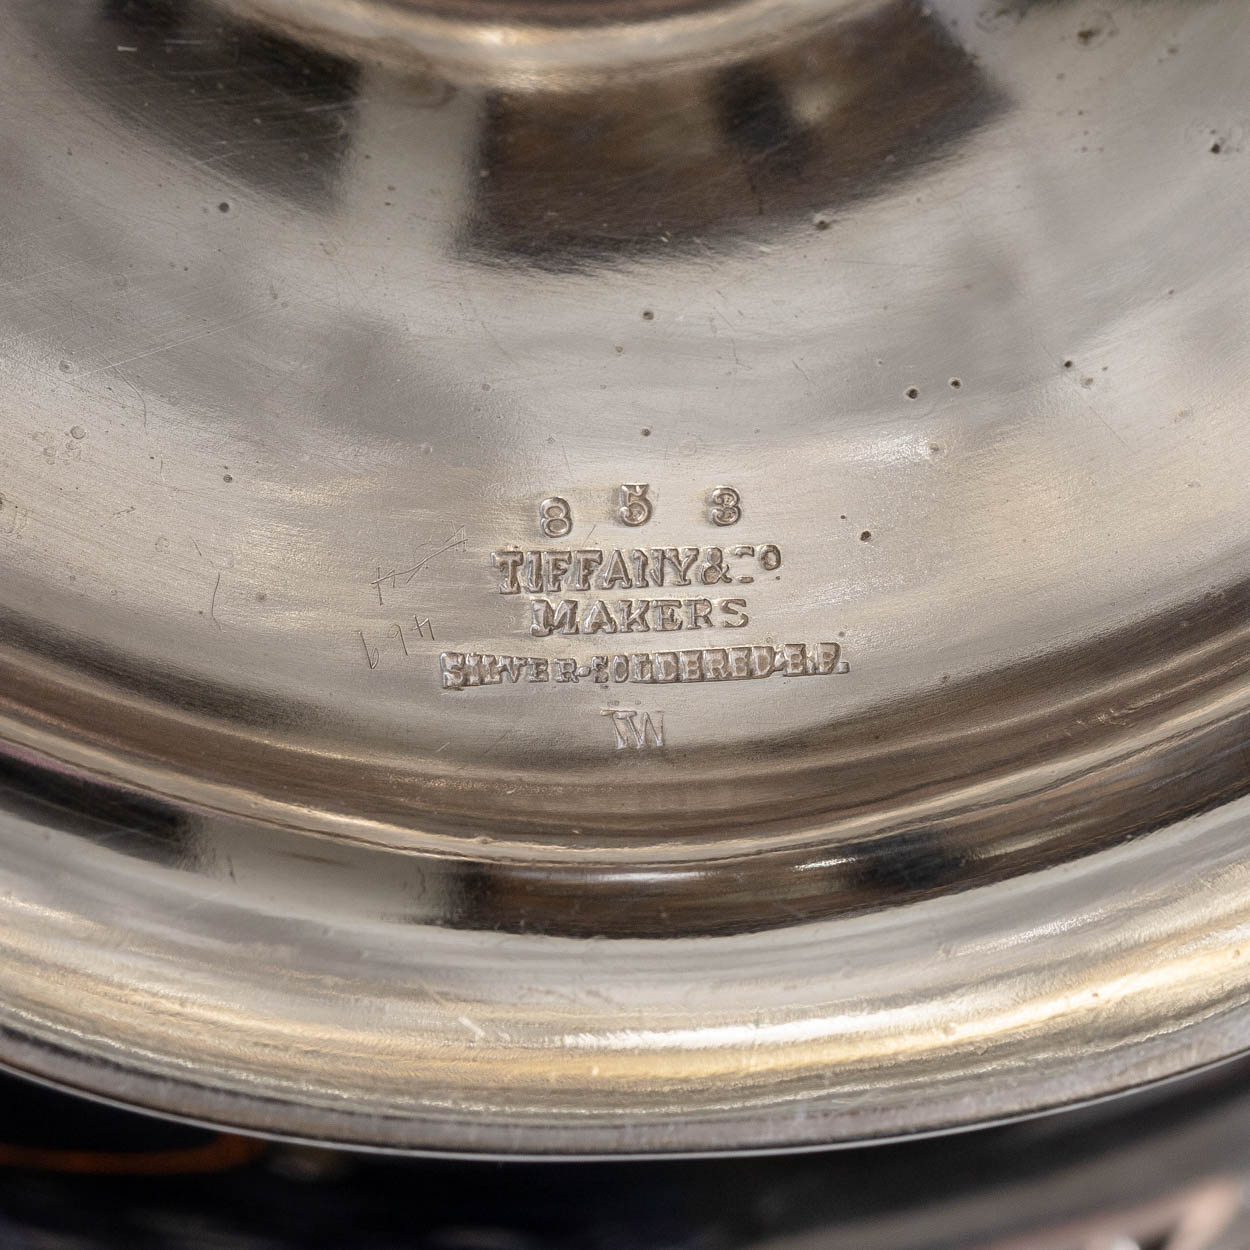 8 5 3
TIFFANY & Co
MAKERS
SILVER-SOLDERED-E.P.